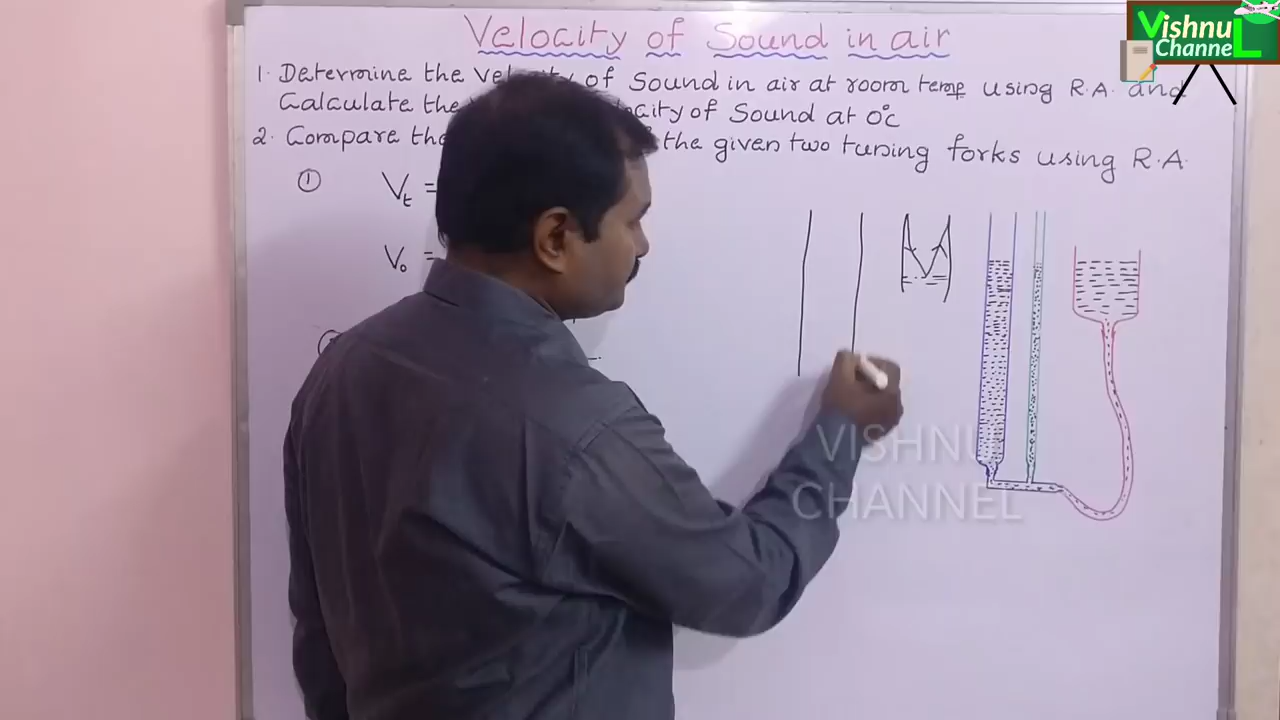 Velocity of Sound in air
Vishnu
ChanneL
1. Determine the Velocity of Sound in air at room temp using R.A. and
Calculate the Velocity of Sound at 0°c
2. Compare the the given two tuning forks using R.A.
1 Vt =
V0 =
VISHNU
CHANNEL